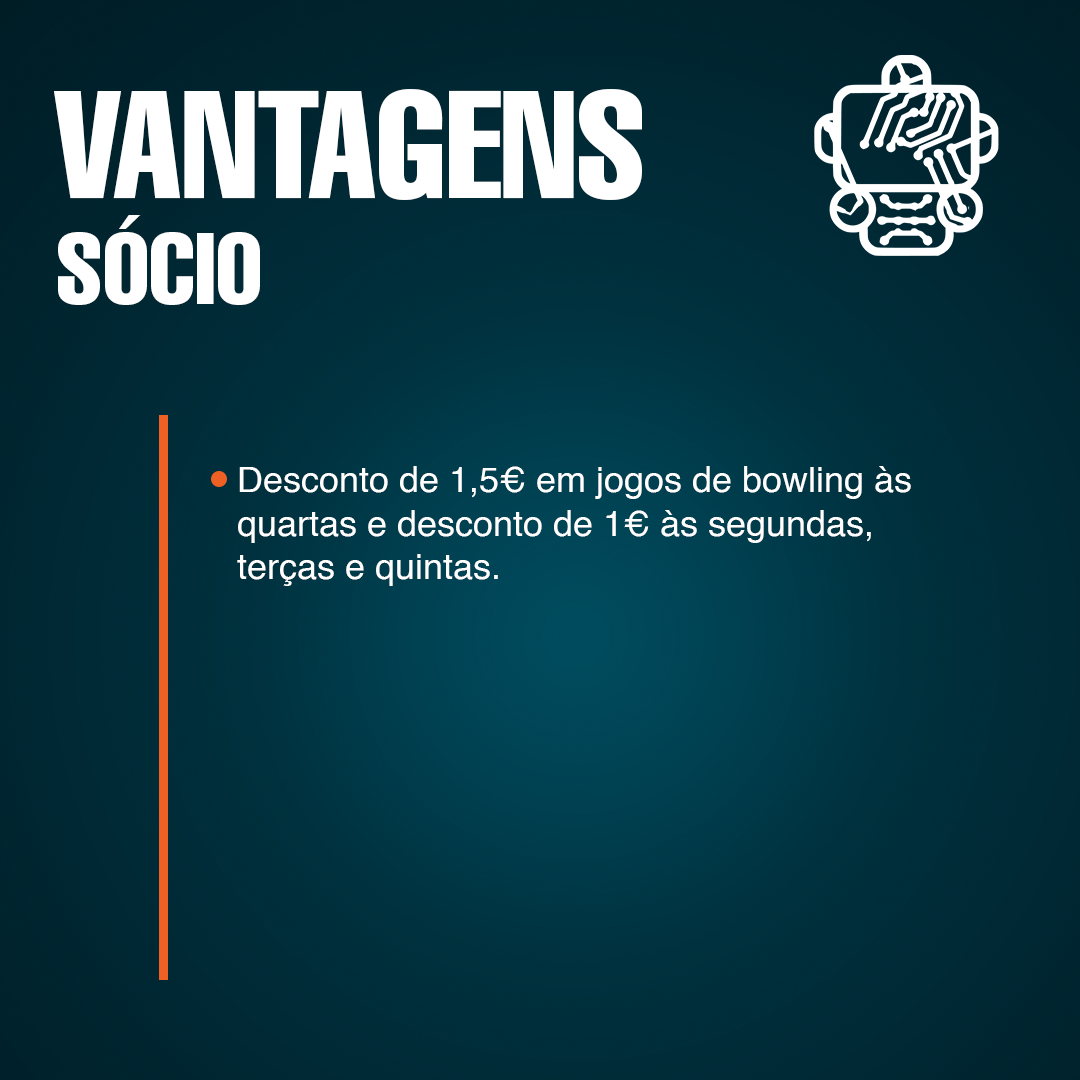 VANTAGENS
SÓCIO
Desconto de 1,5€ em jogos de bowling às
quartas e desconto de 1€ às segundas,
terças e quintas.